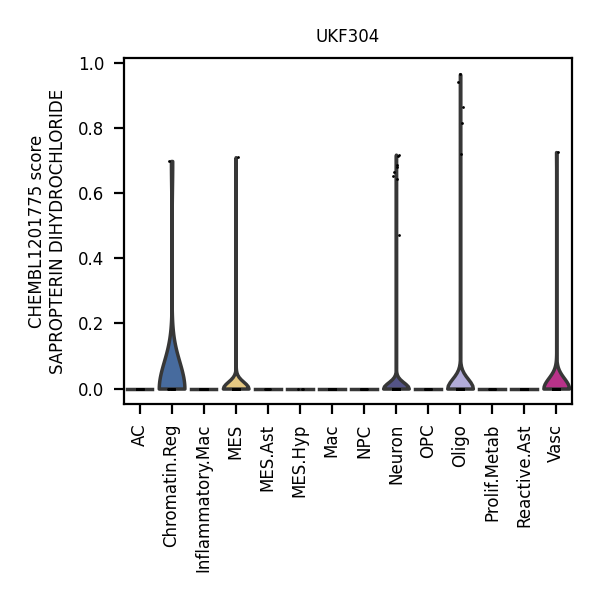 UKF304
CHEMBL1201775 score
SAPROPTERIN DIHYDROCHLORIDE
1.0
0.8
0.6
0.4
0.2
0.0
AC
Chromatin.Reg
Inflammatory.Mac
MES
MES.Ast
MES.Hyp
Mac
NPC
Neuron
OPC
Oligo
Prolif.Metab
Reactive.Ast
Vasc